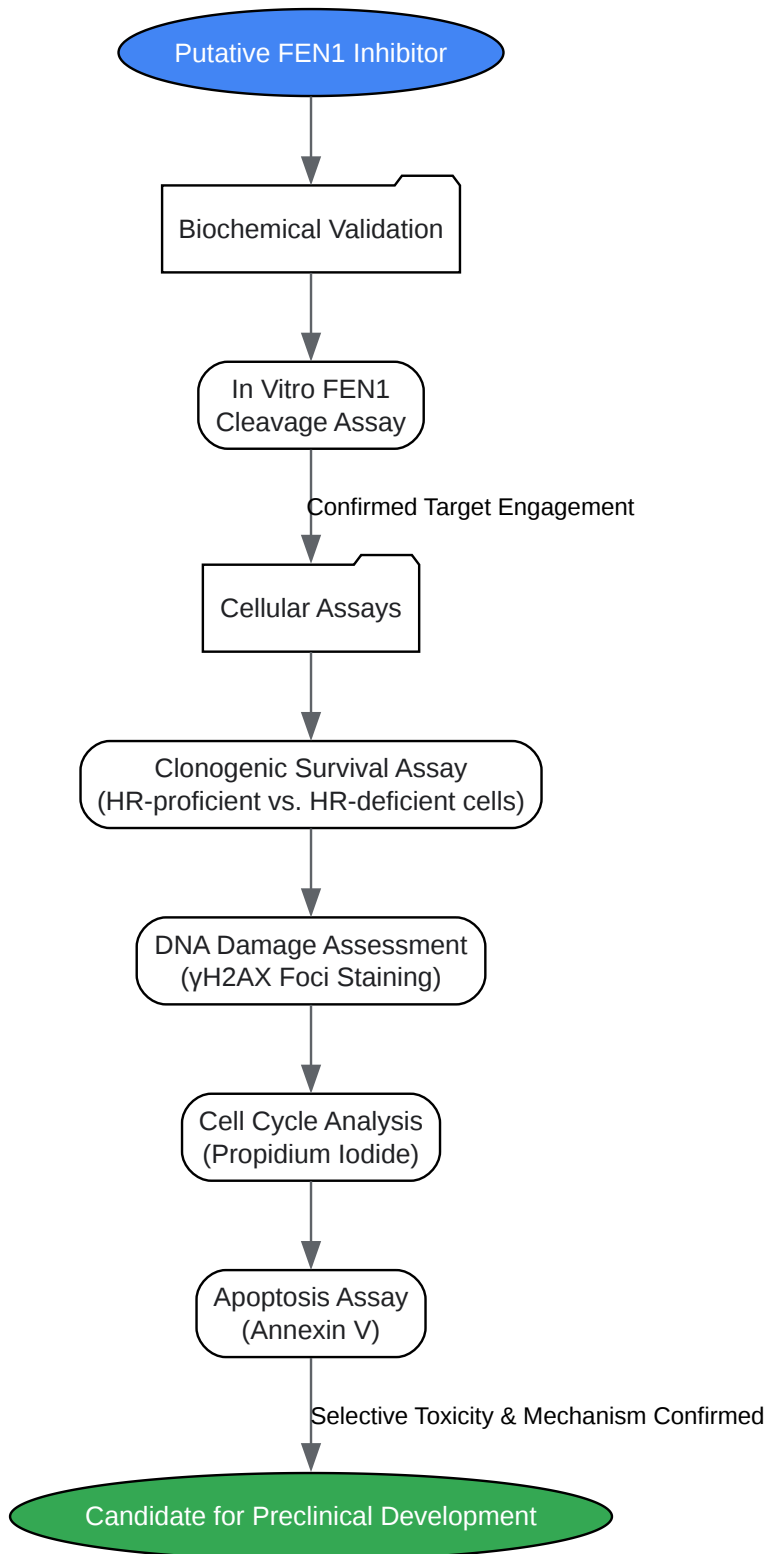 Putative FEN1 Inhibitor
Biochemical Validation
In Vitro FEN1
Cleavage Assay
Confirmed Target Engagement
Cellular Assays
Clonogenic Survival Assay
(HR-proficient vs. HR-deficient cells)
DNA Damage Assessment
(γH2AX Foci Staining)
Cell Cycle Analysis
(Propidium Iodide)
Apoptosis Assay
(Annexin V)
Selective Toxicity & Mechanism Confirmed
Candidate for Preclinical Development